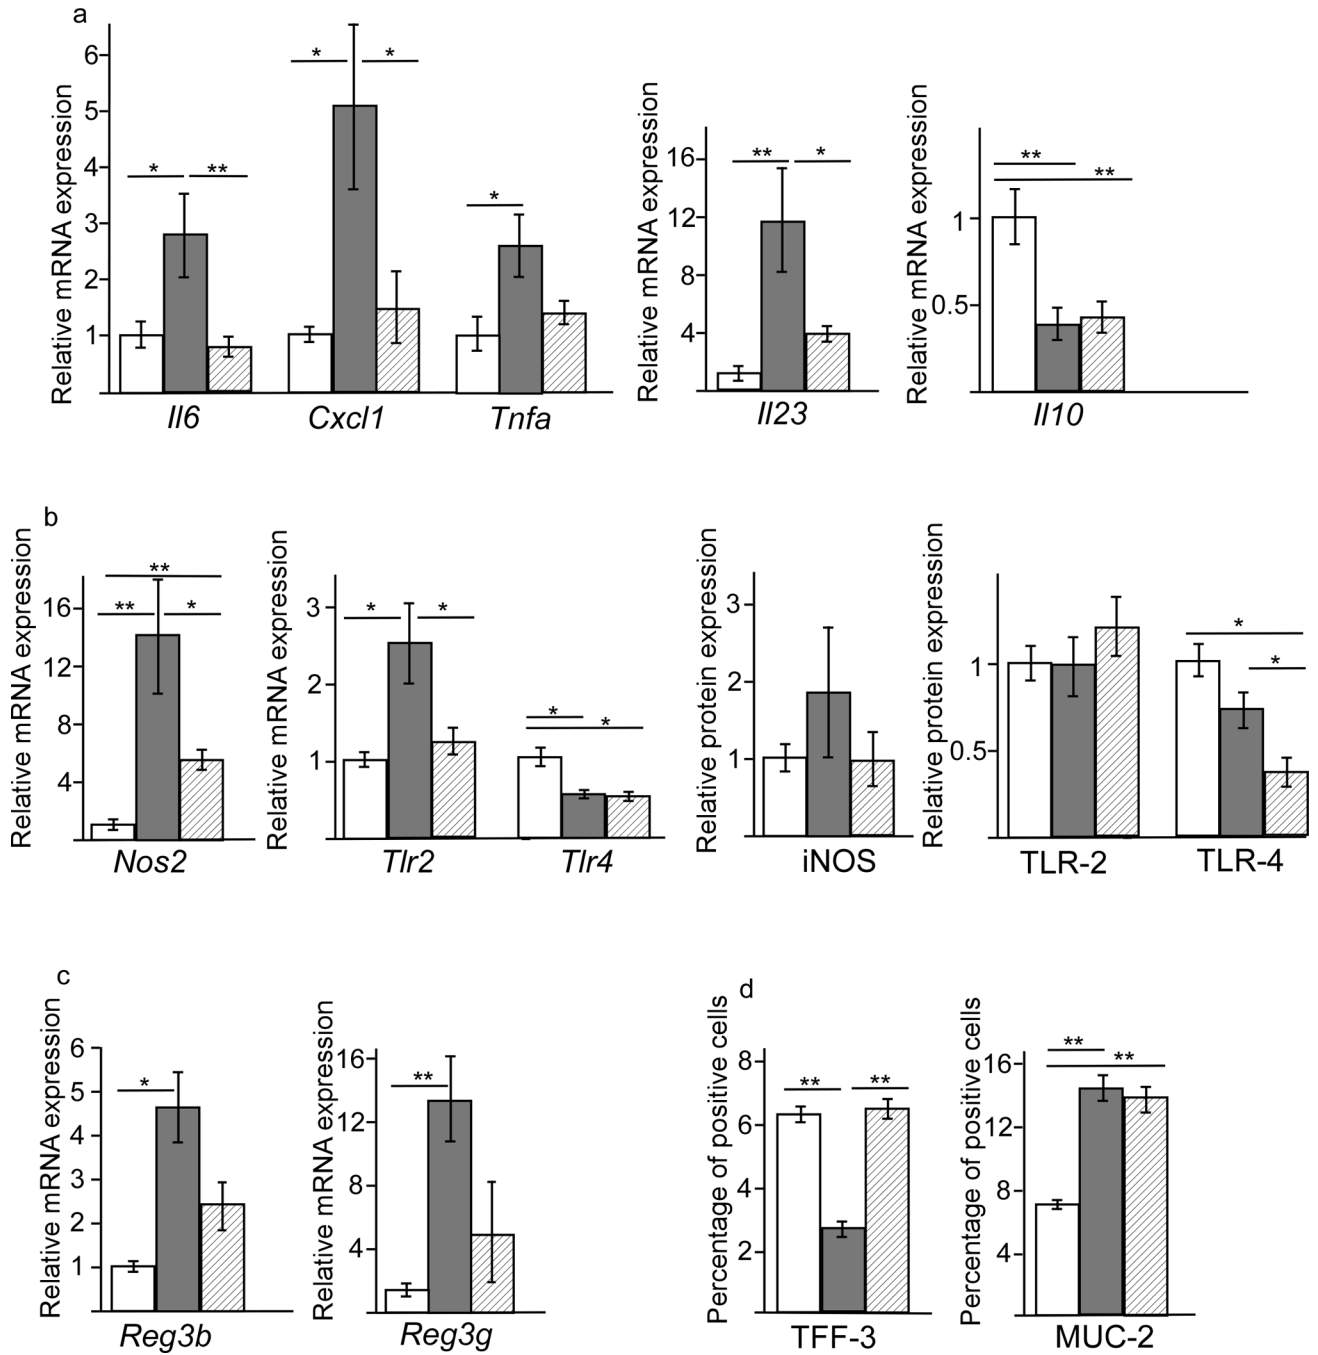 a
Relative mRNA expression
6
5
4
3
2
1
* **
* *
*
Il6 Cxcl1 Tnfa
Relative mRNA expression
16
12
8
4
** *
Il23
Relative mRNA expression
1
0.5
**
**
Il10
b
Relative mRNA expression
16
12
8
4
**
** *
Nos2
Relative mRNA expression
3
2
1
* *
*
*
Tlr2 Tlr4
Relative protein expression
3
2
1
iNOS
Relative protein expression
1
0.5
*
*
TLR-2 TLR-4
c
Relative mRNA expression
6
5
4
3
2
1
*
Reg3b
Relative mRNA expression
16
12
8
4
**
Reg3g
d
Percentage of positive cells
8
6
4
2
** **
TFF-3
Percentage of positive cells
16
12
8
4
**
**
MUC-2